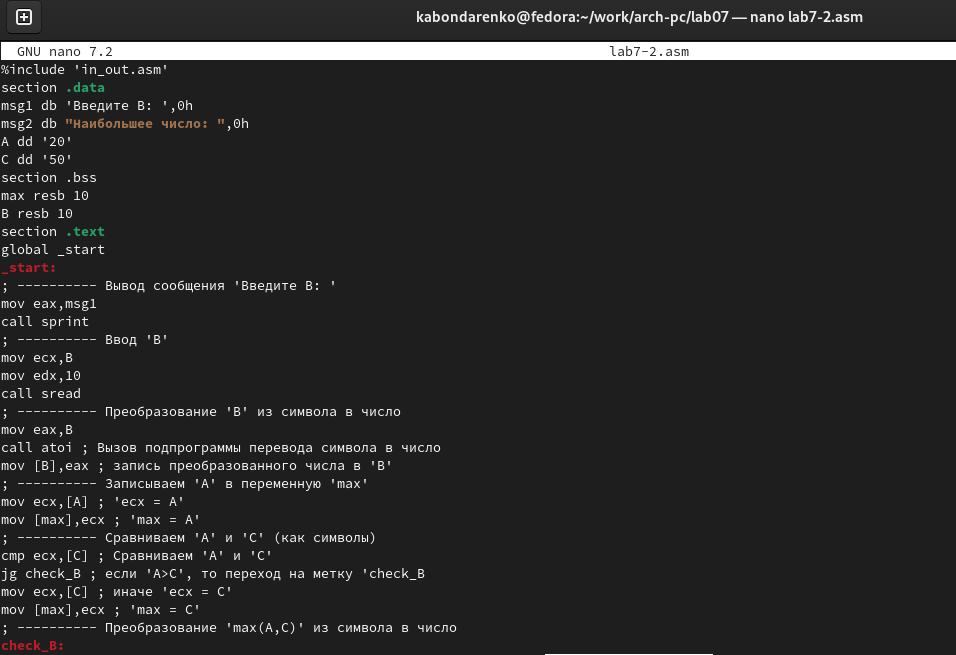 kabondarenko@fedora:~/work/arch-pc/lab07 — nano lab7-2.asm
GNU nano 7.2 lab7-2.asm
%include 'in_out.asm'
section .data
msg1 db 'Введите B: ',0h
msg2 db "Наибольшее число: ",0h
A dd '20'
C dd '50'
section .bss
max resb 10
B resb 10
section .text
global _start
_start:
; ---------- Вывод сообщения 'Введите B: '
mov eax,msg1
call sprint
; ---------- Ввод 'B'
mov ecx,B
mov edx,10
call sread
; ---------- Преобразование 'B' из символа в число
mov eax,B
call atoi ; Вызов подпрограммы перевода символа в число
mov [B],eax ; запись преобразованного числа в 'B'
; ---------- Записываем 'A' в переменную 'max'
mov ecx,[A] ; 'ecx = A'
mov [max],ecx ; 'max = A'
; ---------- Сравниваем 'A' и 'С' (как символы)
cmp ecx,[C] ; Сравниваем 'A' и 'С'
jg check_B ; если 'A>C', то переход на метку 'check_B
mov ecx,[C] ; иначе 'ecx = C'
mov [max],ecx ; 'max = C'
; ---------- Преобразование 'max(A,C)' из символа в число
check_B: